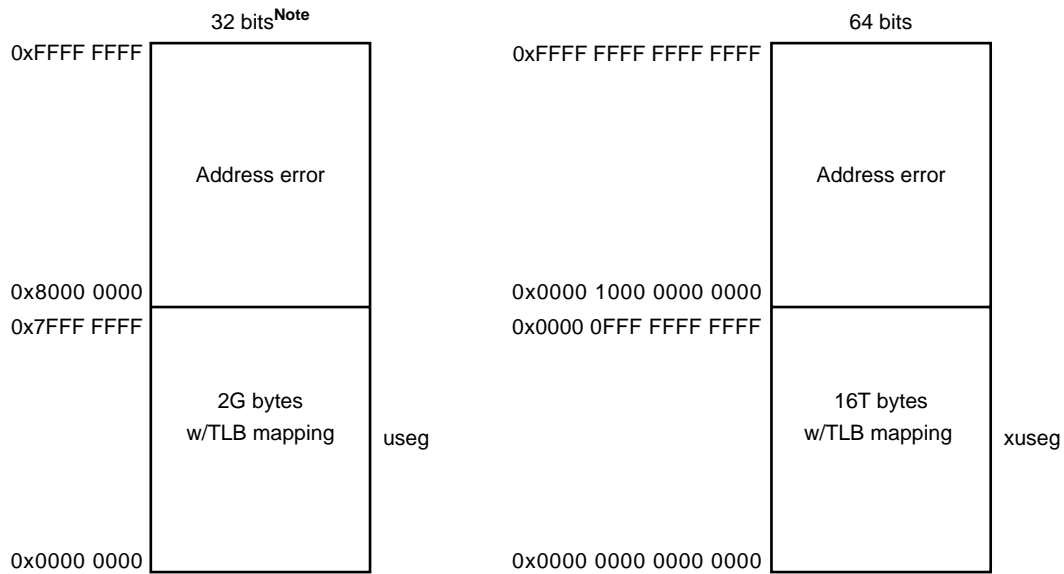 32 bitsNote
0xFFFF FFFF
Address error
0x8000 0000
0x7FFF FFFF
2G bytes
w/TLB mapping
useg
0x0000 0000
64 bits
0xFFFF FFFF FFFF FFFF
Address error
0x0000 1000 0000 0000
0x0000 0FFF FFFF FFFF
16T bytes
w/TLB mapping
xuseg
0x0000 0000 0000 0000